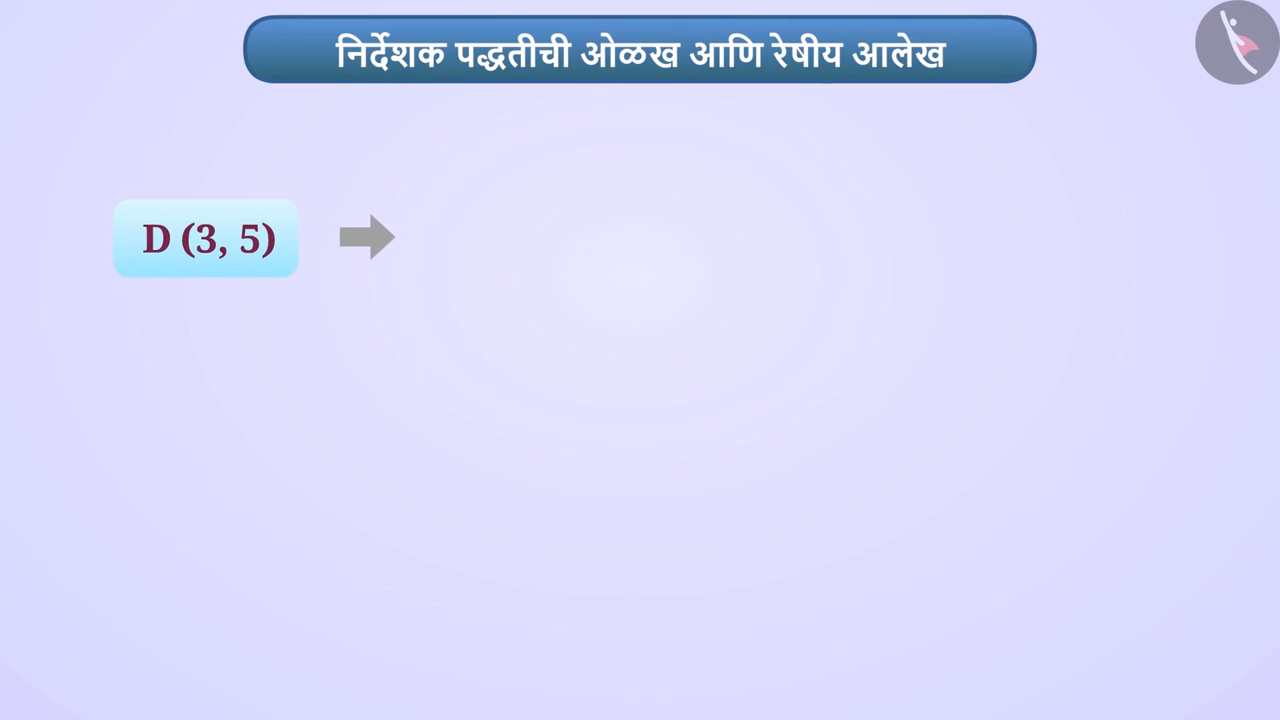 निर्देशक पद्धतीची ओळख आणि रेषीय आलेख
D (3, 5)